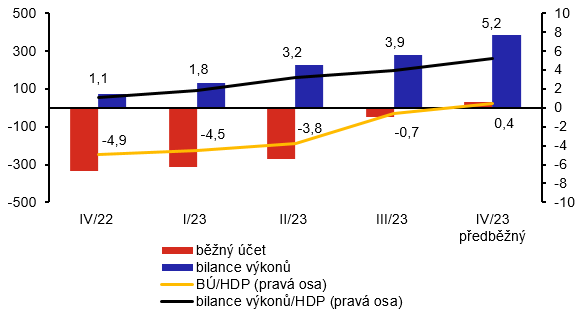 500
300
100
-100
-300
-500
10
8
6
4
2
0
-2
-4
-6
-8
-10
1,1
1,8
3,2
3,9
5,2
-4,9
-4,5
-3,8
-0,7
0,4
IV/22
I/23
II/23
III/23
IV/23
předběžný
běžný účet
bilance výkonů
BÚ/HDP (pravá osa)
bilance výkonů/HDP (pravá osa)